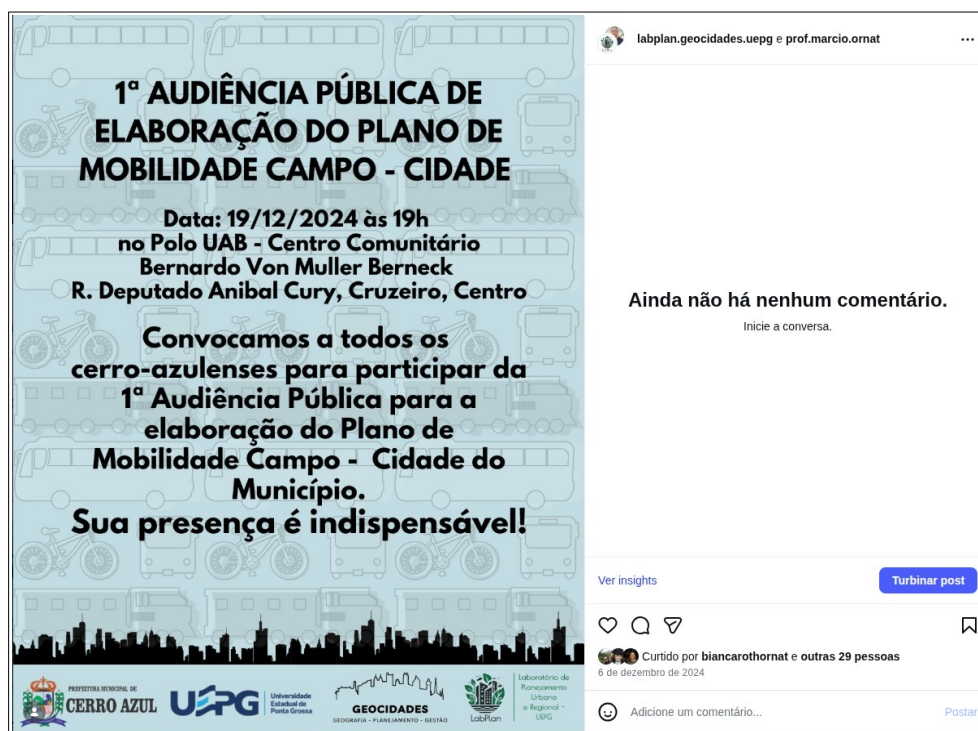 1ª AUDIÊNCIA PÚBLICA DE
ELABORAÇÃO DO PLANO DE
MOBILIDADE CAMPO - CIDADE
Data: 19/12/2024 às 19h
no Polo UAB - Centro Comunitário
Bernardo Von Muller Berneck
R. Deputado Anibal Cury, Cruzeiro, Centro
Convocamos a todos os
cerro-azulenses para participar da
1ª Audiência Pública para a
elaboração do Plano de
Mobilidade Campo - Cidade do
Município.
Sua presença é indispensável!
PREFEITURA MUNICIPAL DE
CERRO AZUL
UEPG
Universidade
Estadual de
Ponta Grossa
GEOCIDADES
GEOGRAFIA - PLANEJAMENTO - GESTÃO
LabPlan
Laboratório de
Planejamento
Urbano
e Regional -
UEPG
labplan.geocidades.uepg e prof.marcio.ornat
Ainda não há nenhum comentário.
Inicie a conversa.
Ver insights
Turbinar post
Curtido por biancarothornat e outras 29 pessoas
6 de dezembro de 2024
Adicione um comentário...
Postar